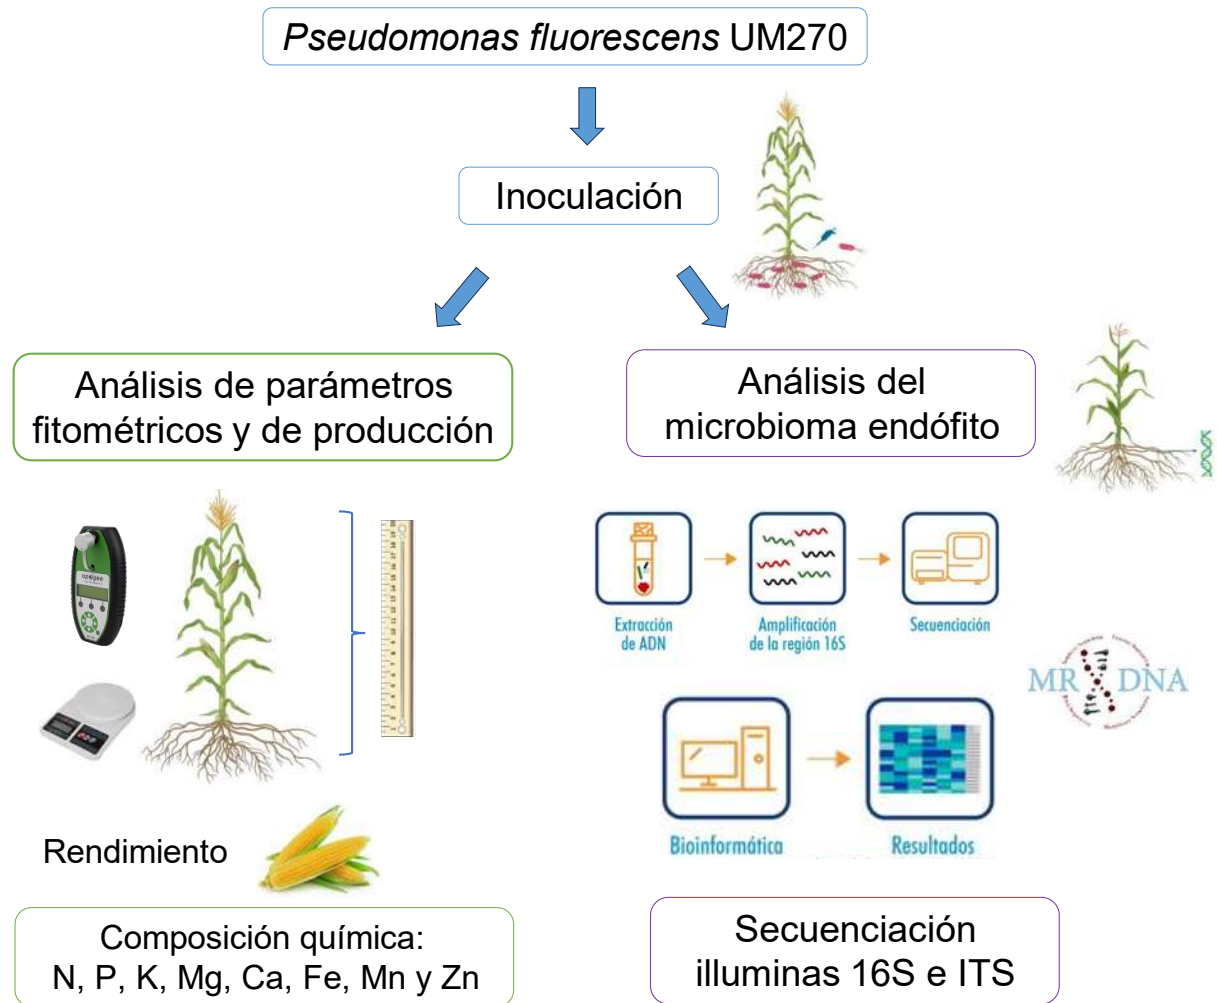 Pseudomonas fluorescens UM270
Inoculación
Análisis de parámetros
fitométricos y de producción
Análisis del
microbioma endófito
apogee
Extracción
de ADN
Amplificación
de la región 16S
Secuenciación
MR DNA
Bioinformática
Resultados
Rendimiento
Composición química:
N, P, K, Mg, Ca, Fe, Mn y Zn
Secuenciación
illuminas 16S e ITS